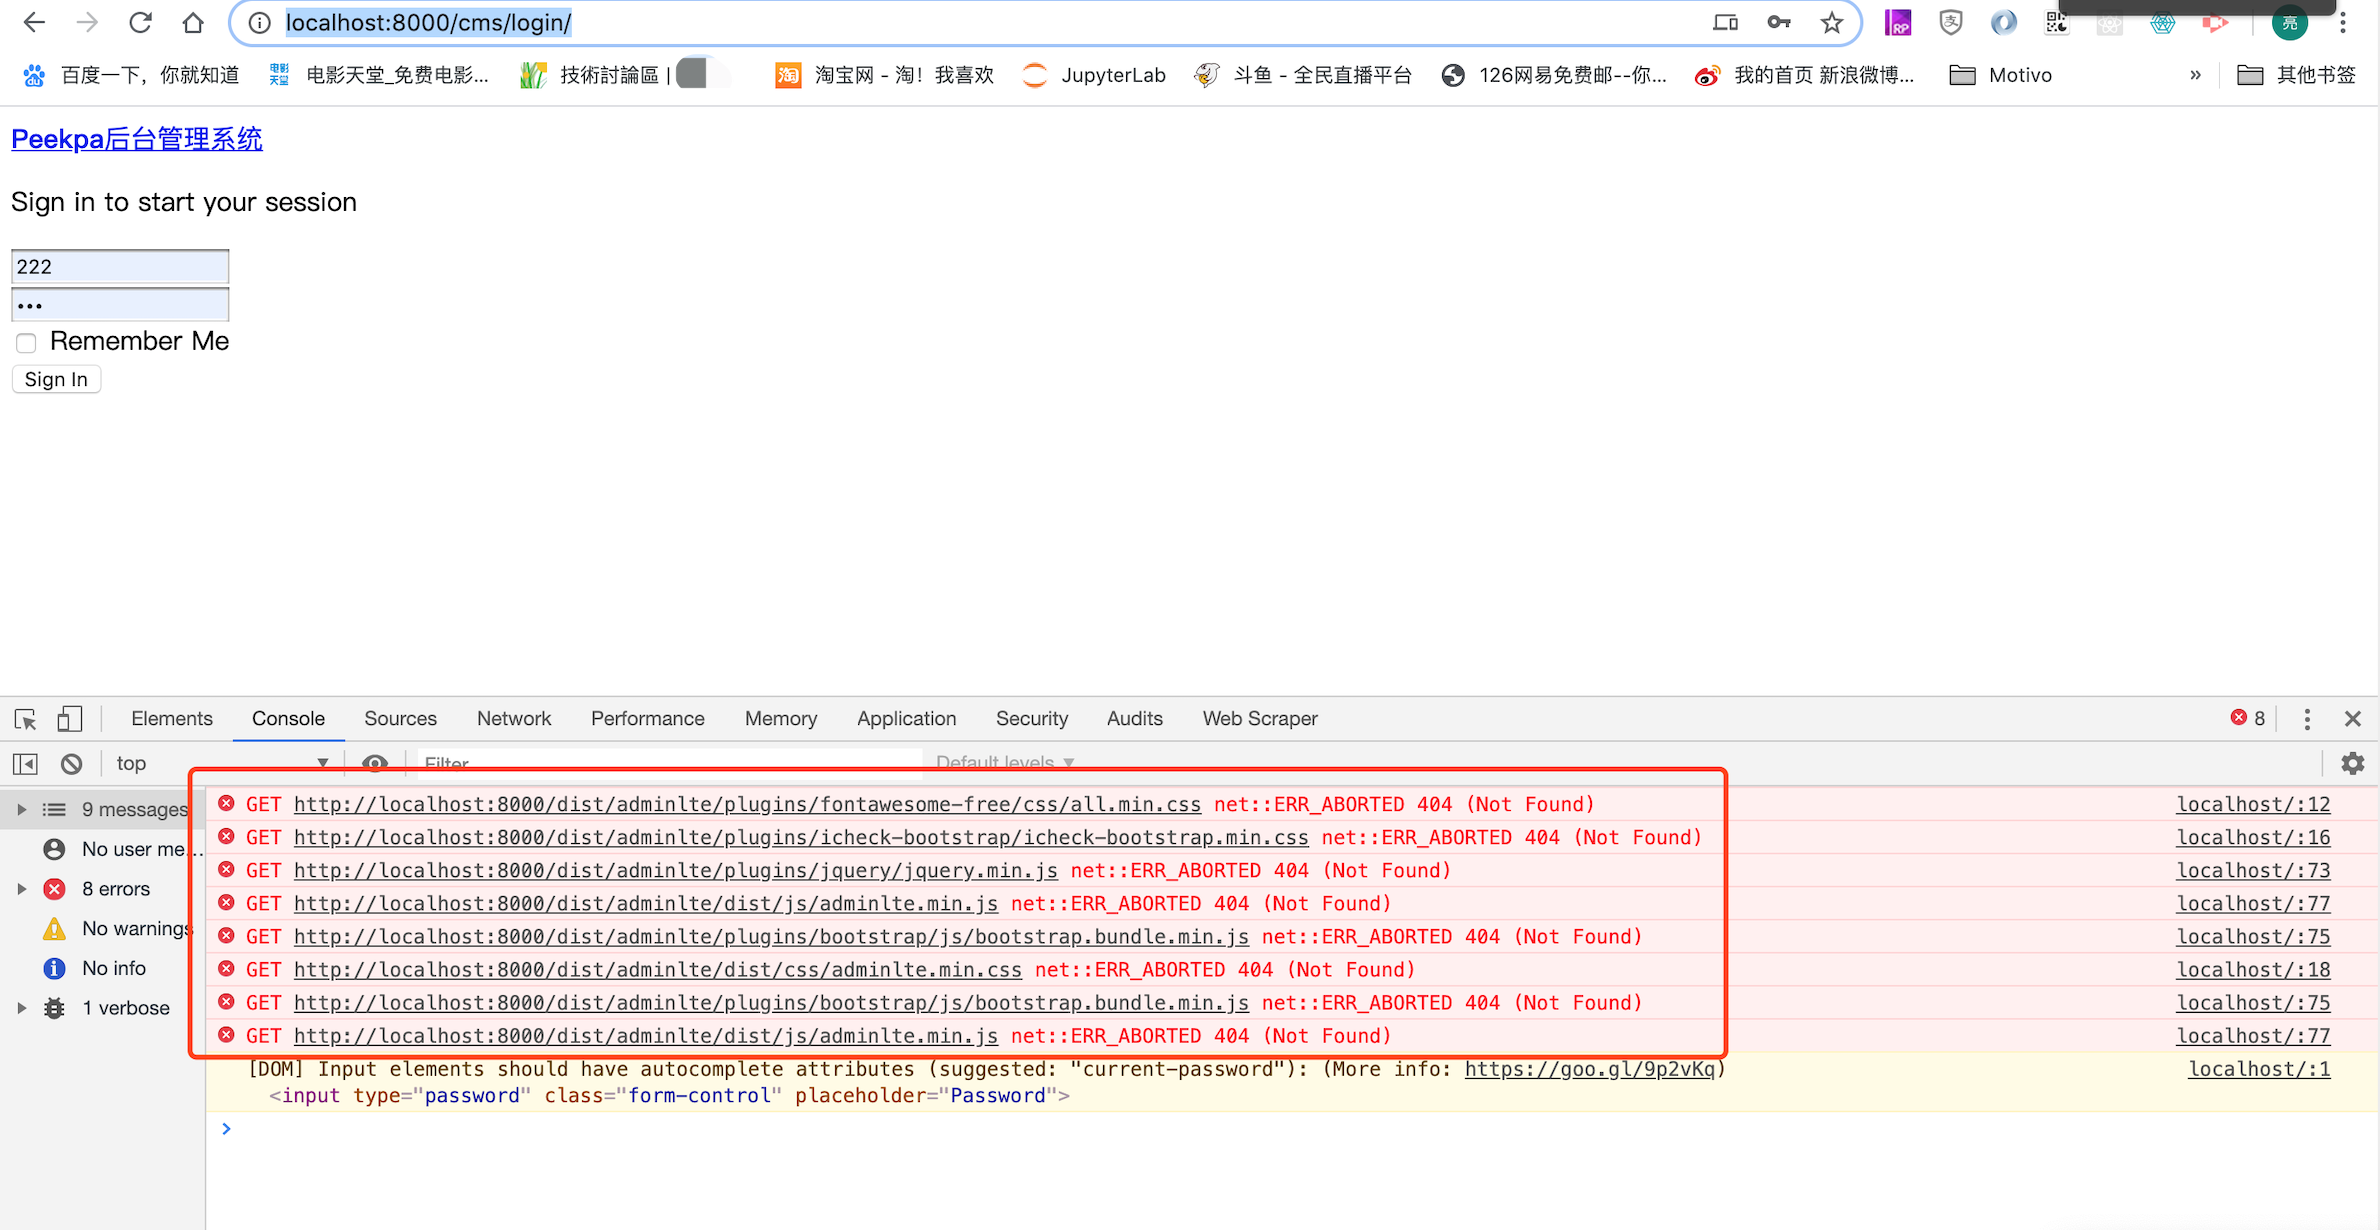 localhost:8000/cms/login/
RP
支
亮
百度一下，你就知道
电影天堂
电影天堂_免费电影...
技術討論區 |
淘
淘宝网 - 淘！我喜欢
JupyterLab
斗鱼 - 全民直播平台
126网易免费邮--你...
我的首页 新浪微博...
Motivo
»
其他书签
Peekpa后台管理系统
Sign in to start your session
222
•••
Remember Me
Sign In
Elements Console Sources Network Performance Memory Application Security Audits Web Scraper
8
top
Filter
Default levels
9 messages
No user me...
8 errors
No warnings
No info
1 verbose
GET http://localhost:8000/dist/adminlte/plugins/fontawesome-free/css/all.min.css net::ERR_ABORTED 404 (Not Found) localhost/:12
GET http://localhost:8000/dist/adminlte/plugins/icheck-bootstrap/icheck-bootstrap.min.css net::ERR_ABORTED 404 (Not Found) localhost/:16
GET http://localhost:8000/dist/adminlte/plugins/jquery/jquery.min.js net::ERR_ABORTED 404 (Not Found) localhost/:73
GET http://localhost:8000/dist/adminlte/dist/js/adminlte.min.js net::ERR_ABORTED 404 (Not Found) localhost/:77
GET http://localhost:8000/dist/adminlte/plugins/bootstrap/js/bootstrap.bundle.min.js net::ERR_ABORTED 404 (Not Found) localhost/:75
GET http://localhost:8000/dist/adminlte/dist/css/adminlte.min.css net::ERR_ABORTED 404 (Not Found) localhost/:18
GET http://localhost:8000/dist/adminlte/plugins/bootstrap/js/bootstrap.bundle.min.js net::ERR_ABORTED 404 (Not Found) localhost/:75
GET http://localhost:8000/dist/adminlte/dist/js/adminlte.min.js net::ERR_ABORTED 404 (Not Found) localhost/:77
[DOM] Input elements should have autocomplete attributes (suggested: "current-password"): (More info: https://goo.gl/9p2vKq) localhost/:1
<input type="password" class="form-control" placeholder="Password">